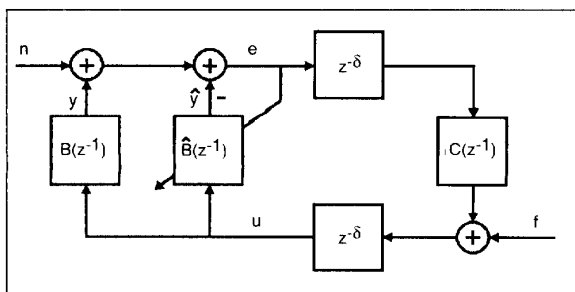 n
+
+
e
z⁻ᵟ
y
ŷ
−
B(z⁻¹)
B̂(z⁻¹)
C(z⁻¹)
u
z⁻ᵟ
+
f